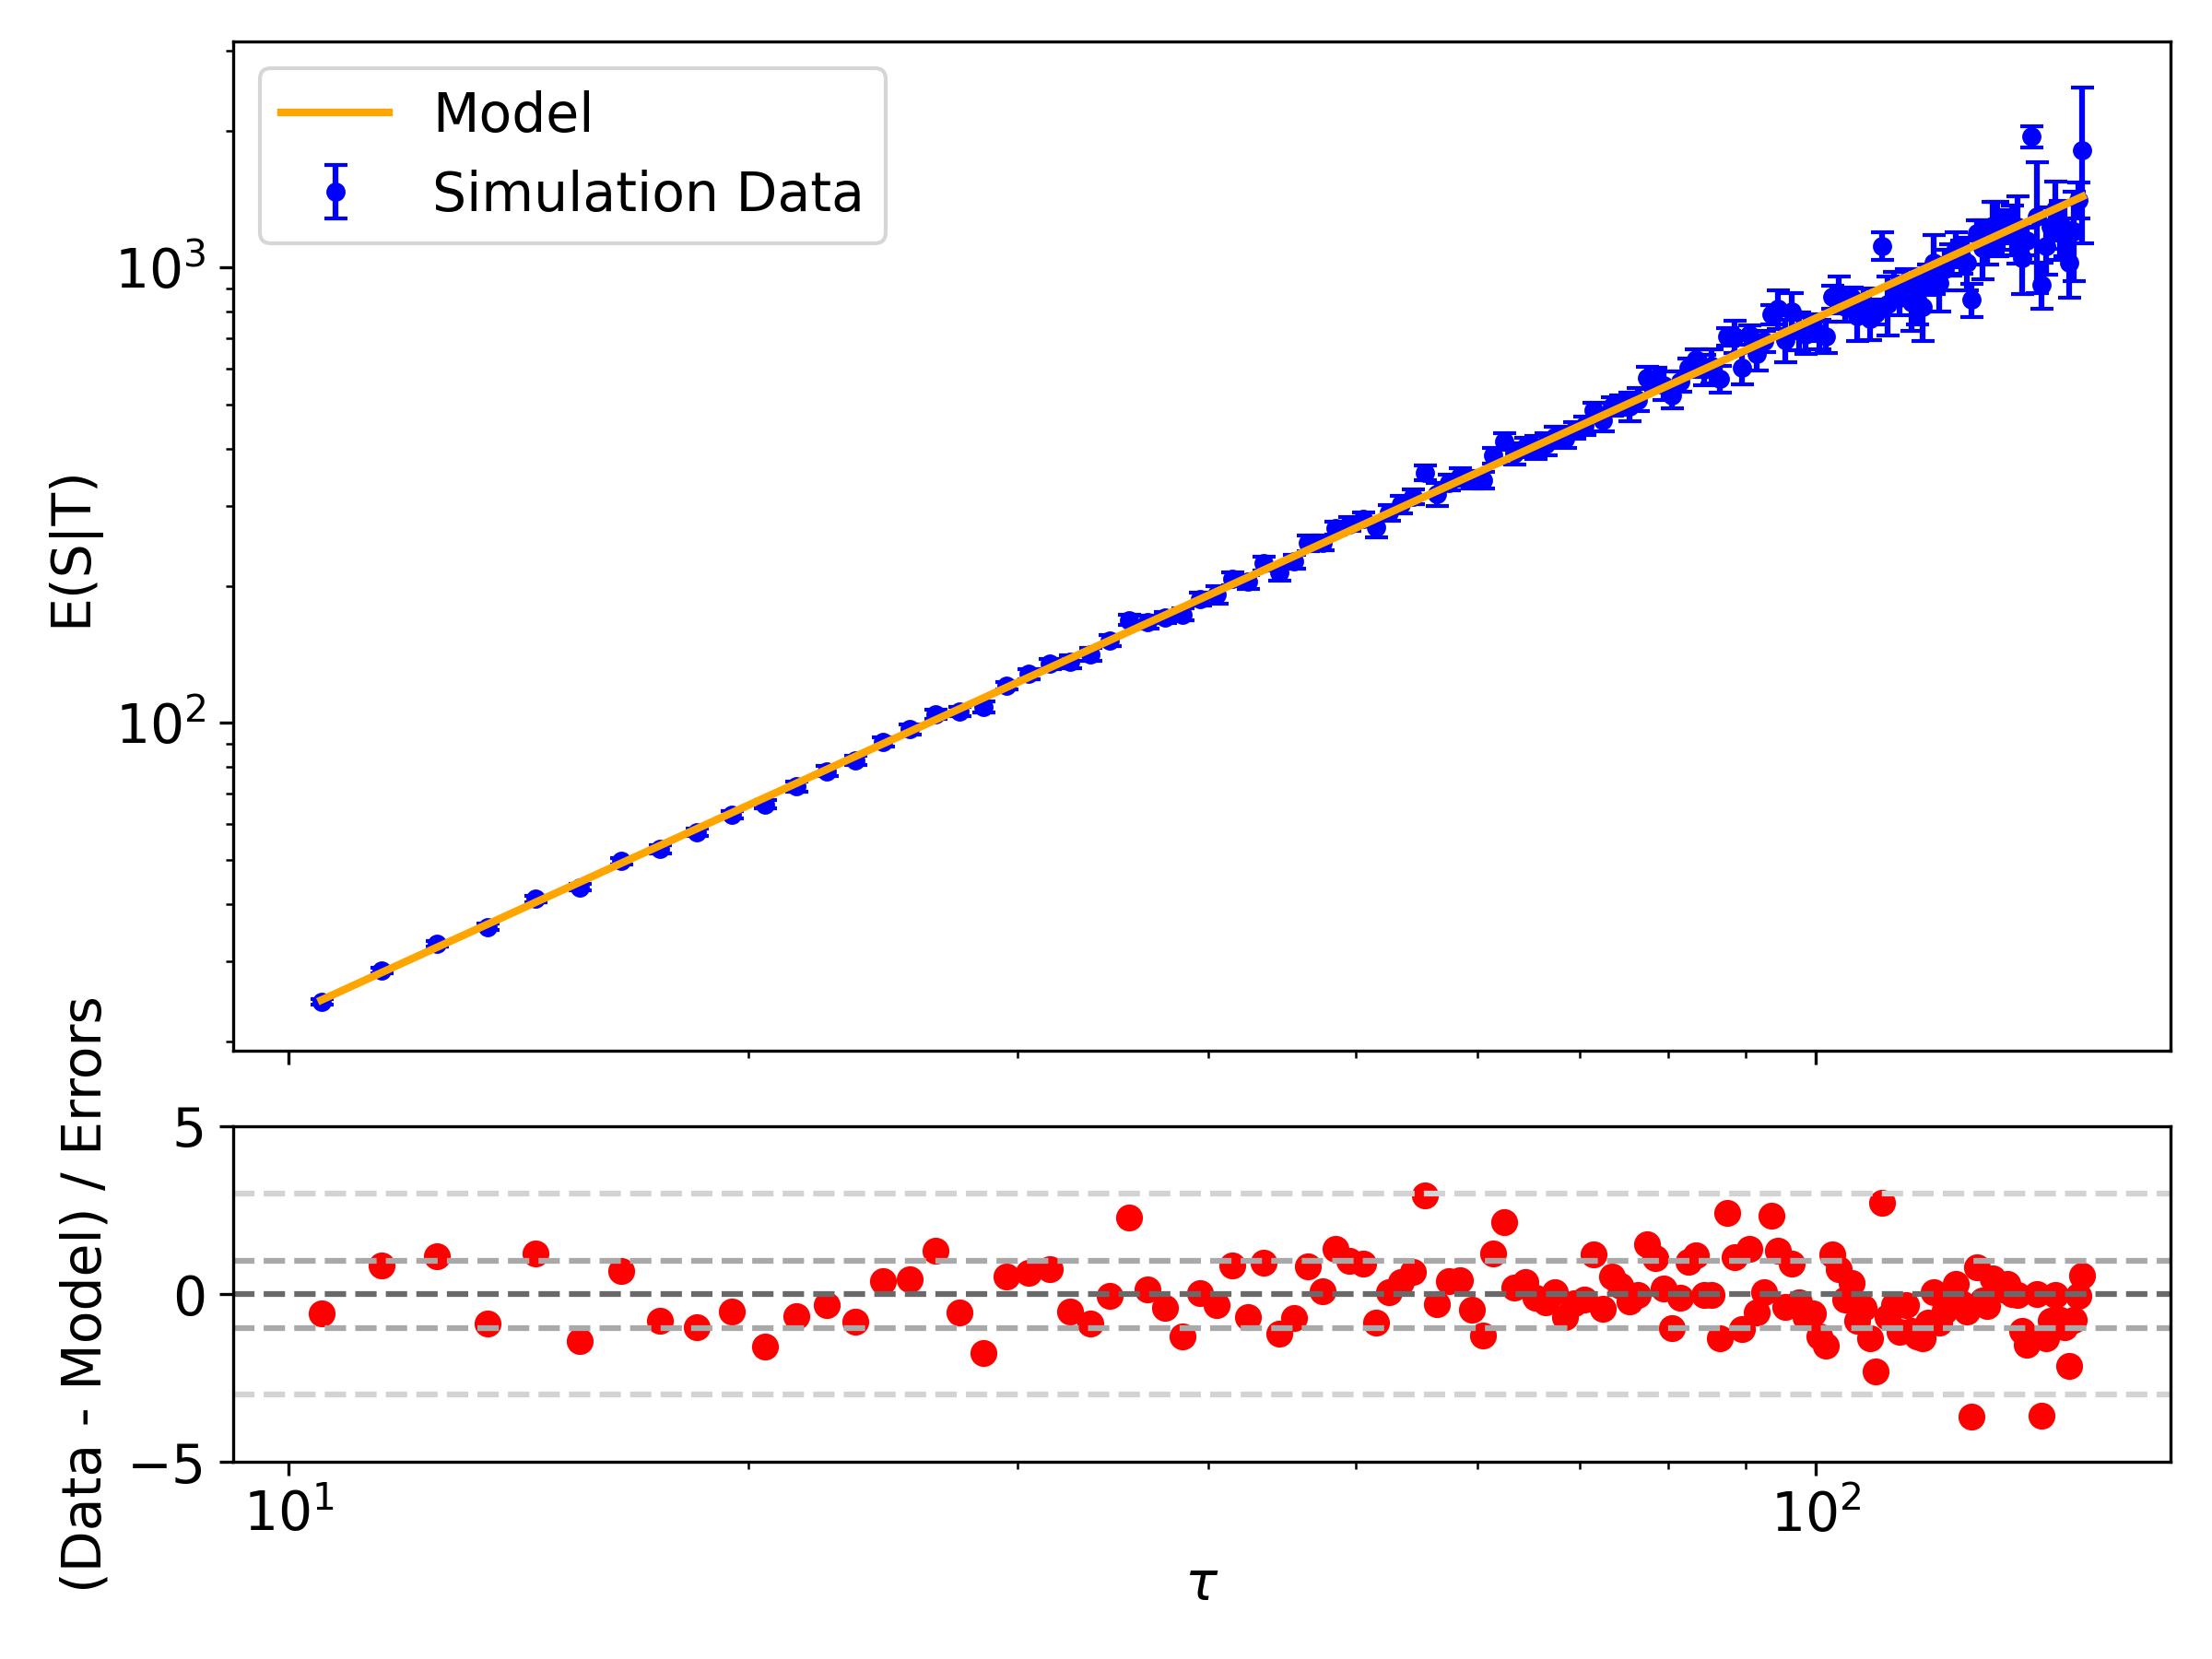 Model
Simulation Data
10³
10²
E(S|T)
5
0
−5
(Data - Model) / Errors
10¹
10²
τ